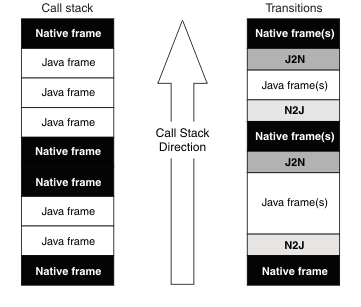 Call stack
Native frame
Java frame
Java frame
Java frame
Native frame
Native frame
Java frame
Java frame
Native frame
Call Stack
Direction
Transitions
Native frame(s)
J2N
Java frame(s)
N2J
Native frame(s)
J2N
Java frame(s)
N2J
Native frame